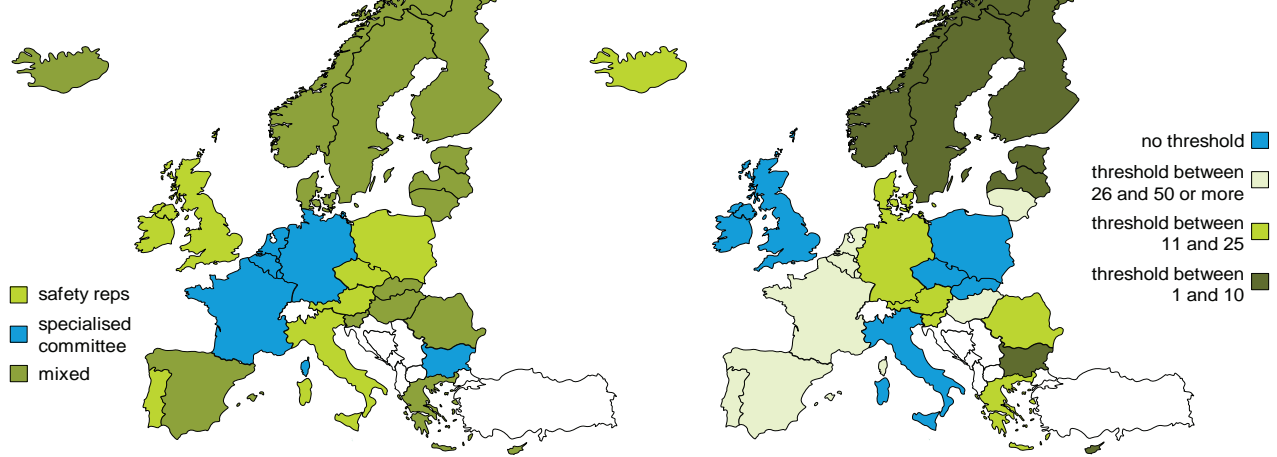 safety reps
specialised
committee
mixed
no threshold
threshold between
26 and 50 or more
threshold between
11 and 25
threshold between
1 and 10